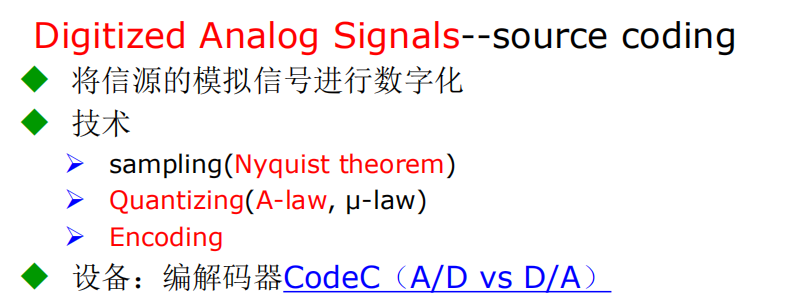 Digitized Analog Signals--source coding
将信源的模拟信号进行数字化
技术
sampling(Nyquist theorem)
Quantizing(A-law, μ-law)
Encoding
设备：编解码器CodeC（A/D vs D/A）